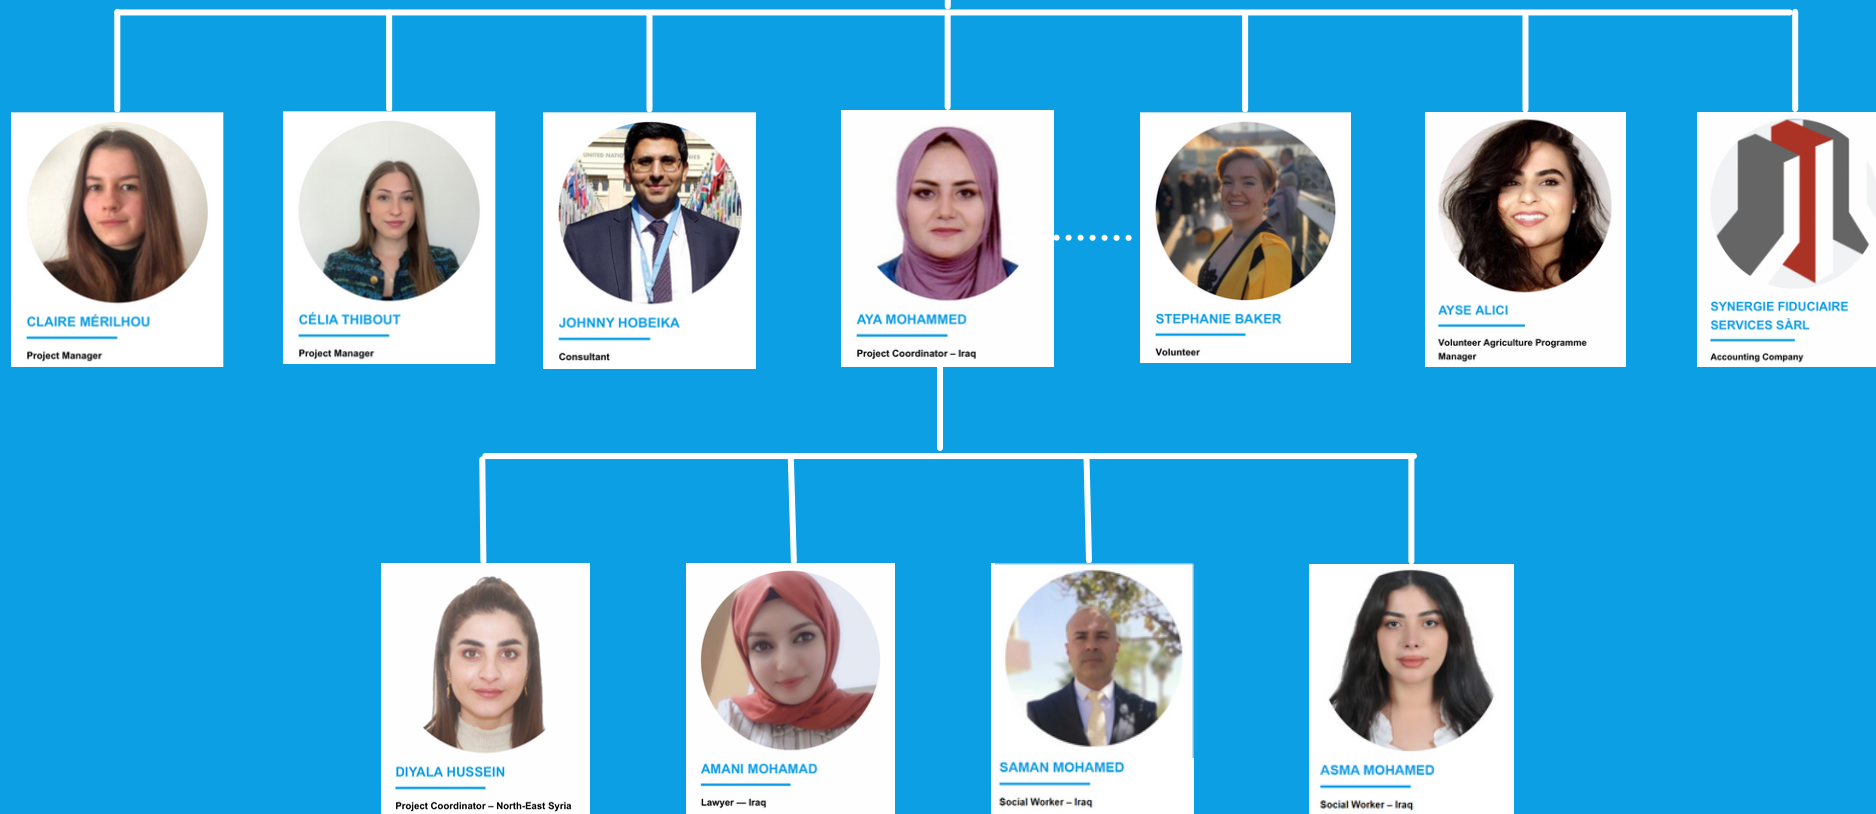 CLAIRE MÉRILHOU
Project Manager
CÉLIA THIBOUT
Project Manager
UNITED NATIONS
JOHNNY HOBEIKA
Consultant
AYA MOHAMMED
Project Coordinator – Iraq
STEPHANIE BAKER
Volunteer
AYSE ALICI
Volunteer Agriculture Programme
Manager
SYNERGIE FIDUCIAIRE
SERVICES SÀRL
Accounting Company
DIYALA HUSSEIN
Project Coordinator – North-East Syria
AMANI MOHAMAD
Lawyer — Iraq
SAMAN MOHAMED
Social Worker – Iraq
ASMA MOHAMED
Social Worker – Iraq